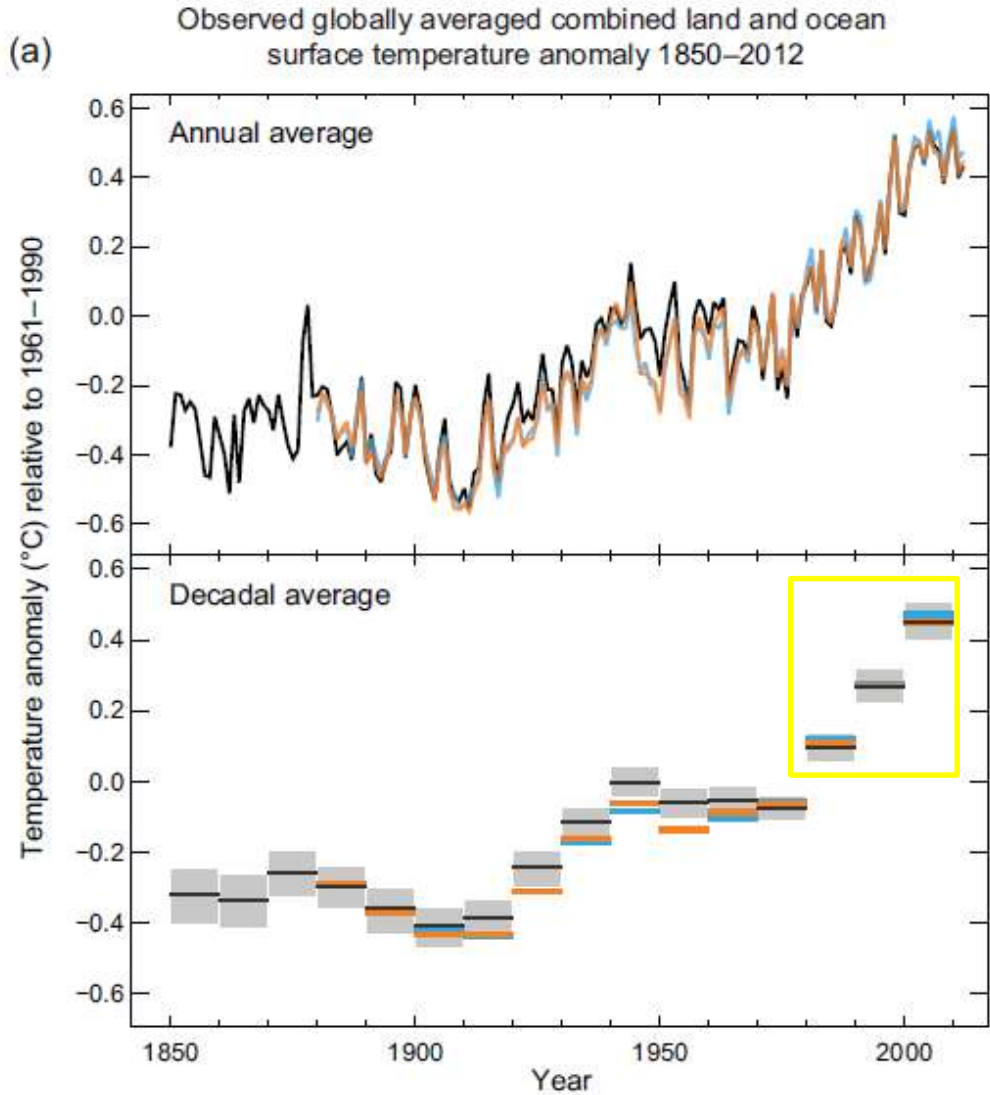 Observed globally averaged combined land and ocean
surface temperature anomaly 1850–2012
(a)
Temperature anomaly (°C) relative to 1961–1990
Annual average
0.6
0.4
0.2
0.0
−0.2
−0.4
−0.6
Decadal average
0.6
0.4
0.2
0.0
−0.2
−0.4
−0.6
1850 1900 1950 2000
Year